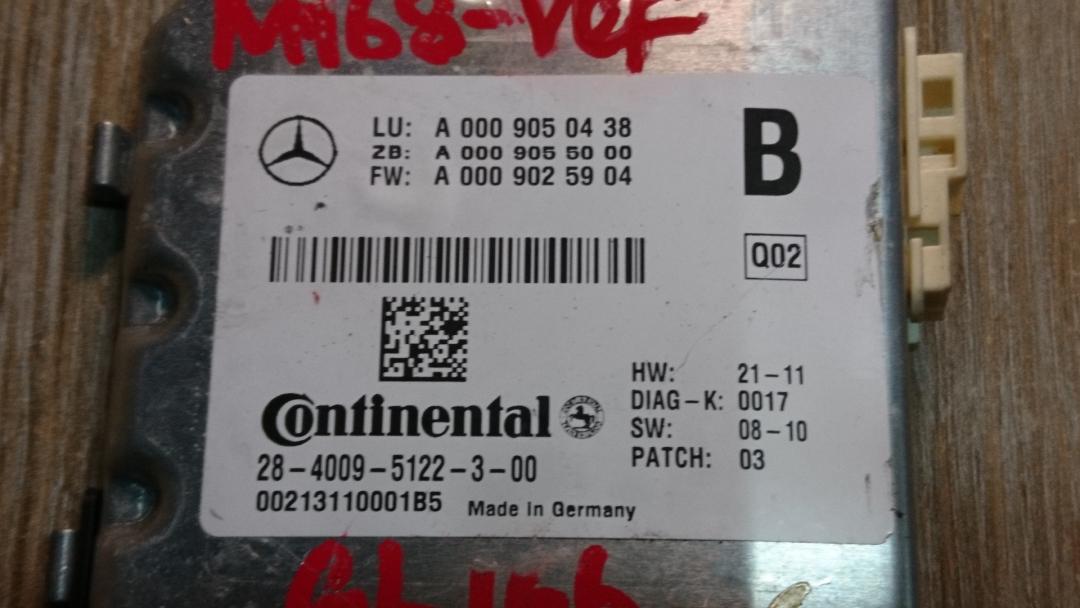 LU: A 000 905 04 38
ZB: A 000 905 50 00
FW: A 000 902 59 04
B
Q02
HW: 21-11
DIAG-K: 0017
SW: 08-10
PATCH: 03
Continental
28-4009-5122-3-00
00213110001B5
Made in Germany